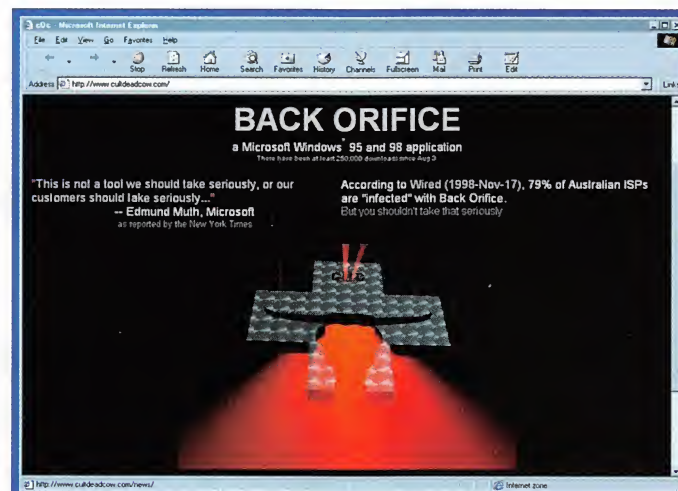 cDc - Microsoft Internet Explorer
File Edit View Go Favorites Help
Stop Refresh Home Search Favorites History Channels Fullscreen Mail Print Edit
Address http://www.cultdeadcow.com/ Links
BACK ORIFICE
a Microsoft Windows 95 and 98 application
There have been at least 250,000 downloads since Aug 3
"This is not a tool we should take seriously, or our
customers should take seriously..."
-- Edmund Muth, Microsoft
as reported by the New York Times
According to Wired (1998-Nov-17), 79% of Australian ISPs
are "infected" with Back Orifice.
But you shouldn't take that seriously
cDc
http://www.cultdeadcow.com/news/ Internet zone